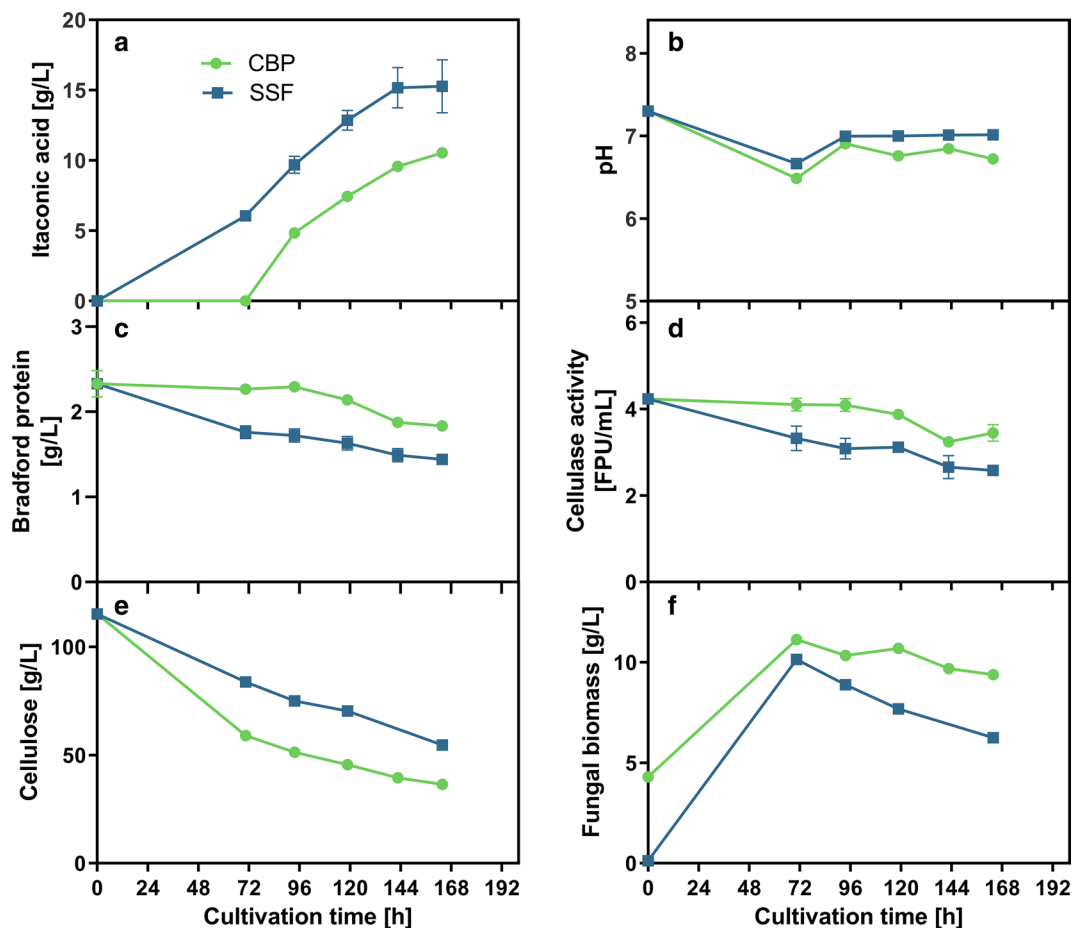 a
CBP
SSF
Itaconic acid [g/L]
20
15
10
5
0
b
pH
8
7
6
5
c
Bradford protein
[g/L]
3
2
1
0
d
Cellulase activity
[FPU/mL]
6
4
2
0
e
Cellulose [g/L]
100
50
0
0 24 48 72 96 120 144 168 192
Cultivation time [h]
f
Fungal biomass [g/L]
10
5
0
0 24 48 72 96 120 144 168 192
Cultivation time [h]